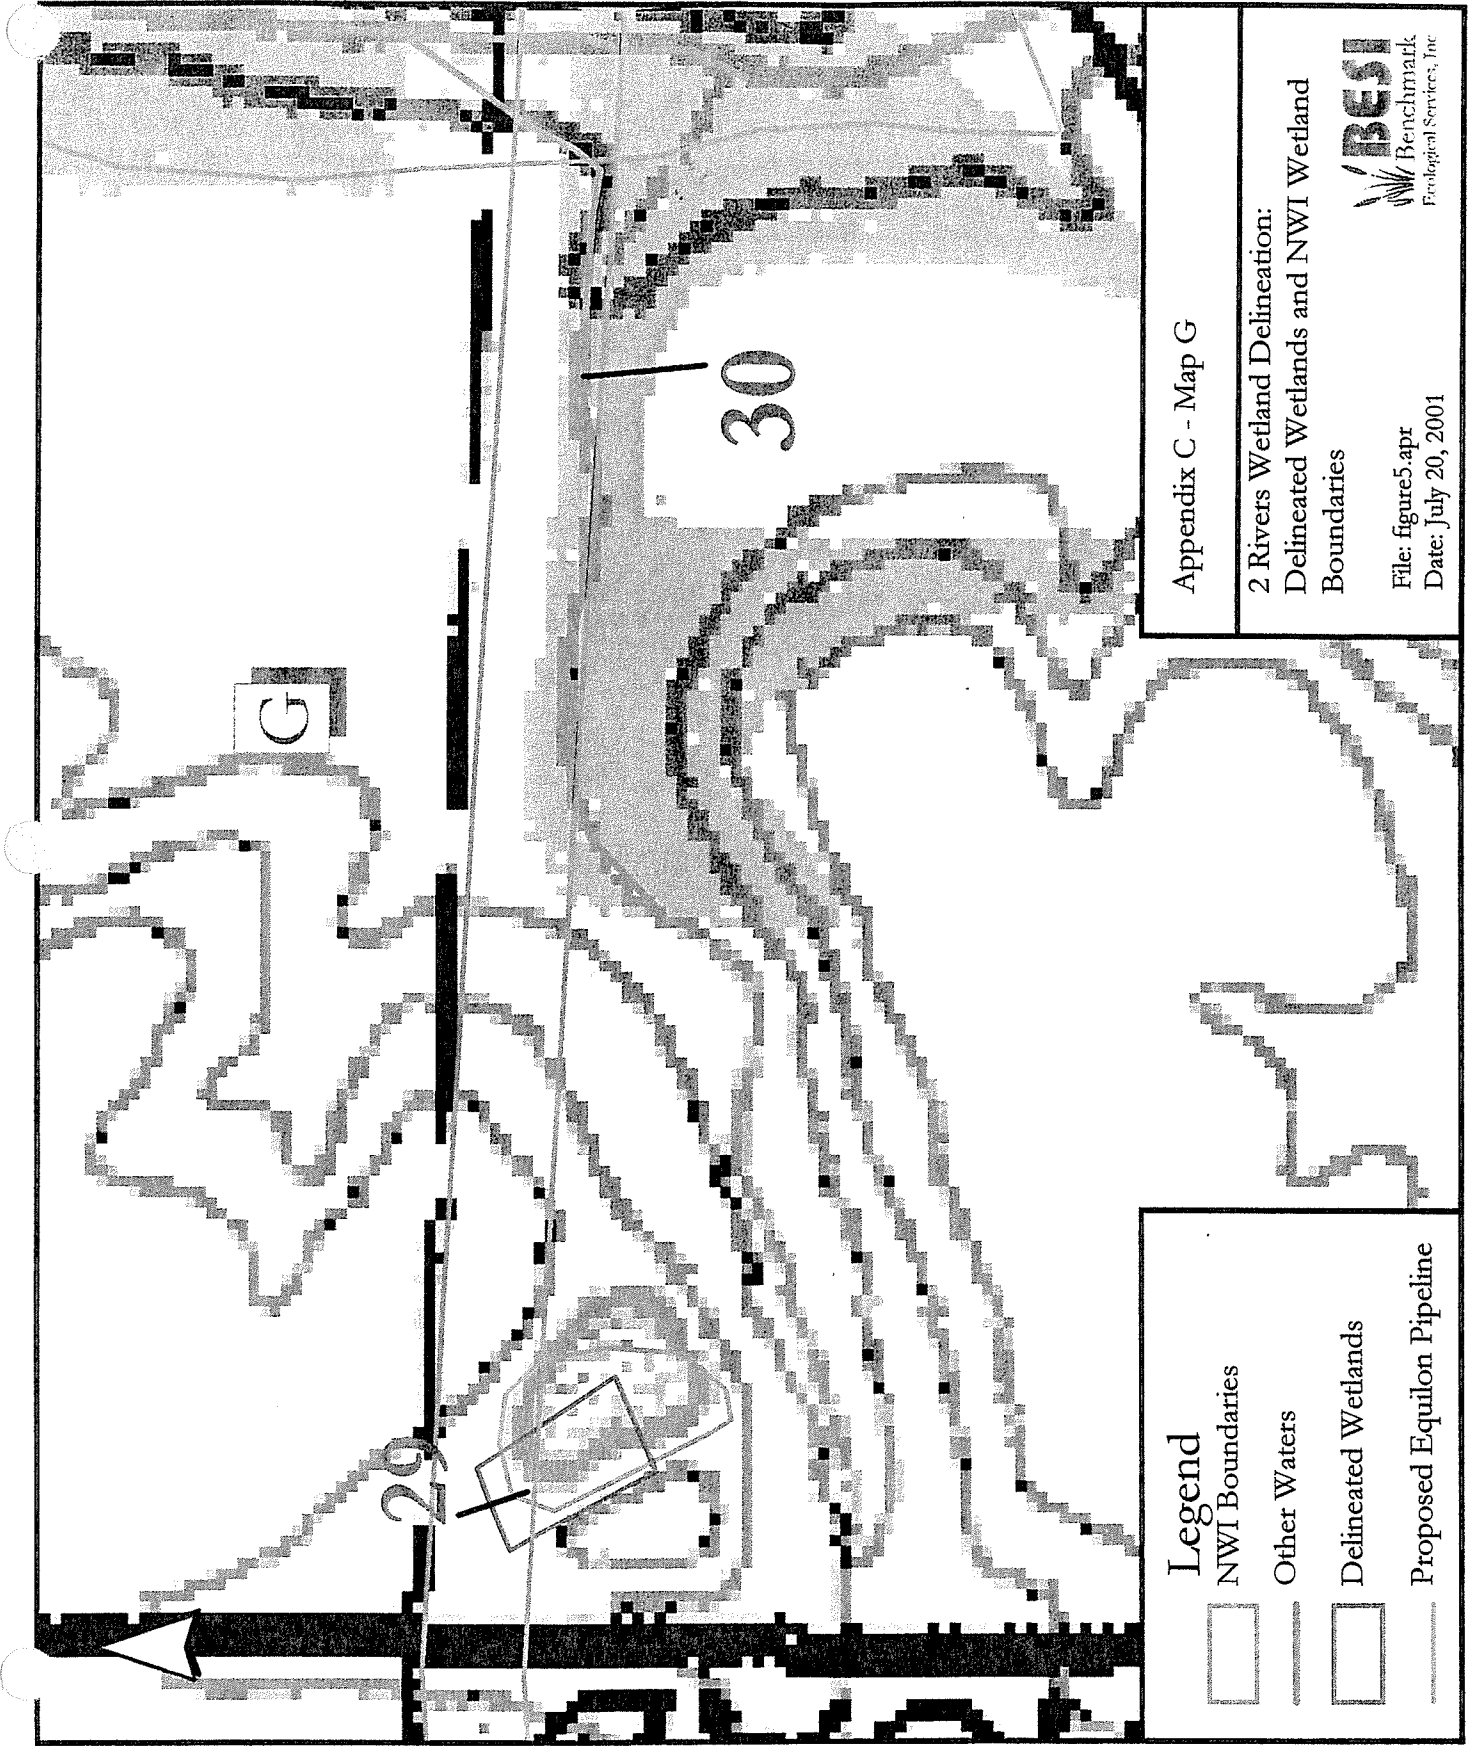 G
29
30
Legend
NWI Boundaries
Other Waters
Delineated Wetlands
Proposed Equilon Pipeline
Appendix C - Map G
2 Rivers Wetland Delineation:
Delineated Wetlands and NWI Wetland
Boundaries
File: figure5.apr
Date: July 20, 2001
BESI
Benchmark
Ecological Services, Inc